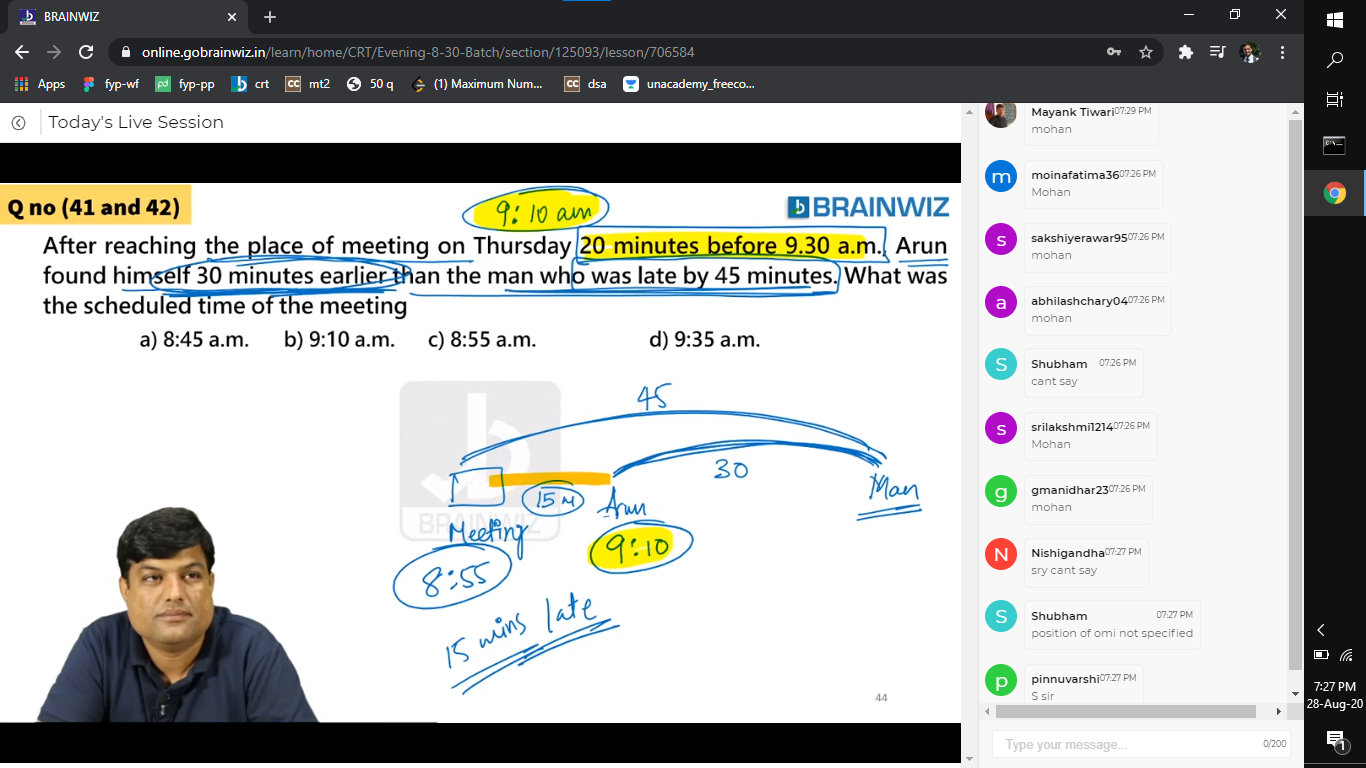 BRAINWIZ
online.gobrainwiz.in/learn/home/CRT/Evening-8-30-Batch/section/125093/lesson/706584
Apps fyp-wf fyp-pp crt mt2 50 q (1) Maximum Num... dsa unacademy_freeco...
Today's Live Session
Q no (41 and 42)
9:10 am
BRAINWIZ
After reaching the place of meeting on Thursday 20 minutes before 9.30 a.m., Arun
found himself 30 minutes earlier than the man who was late by 45 minutes. What was
the scheduled time of the meeting
a) 8:45 a.m. b) 9:10 a.m. c) 8:55 a.m. d) 9:35 a.m.
45
30
15 M
Arun
Man
BRAINWIZ
Meeting
9:10
8:55
15 mins late
44
Mayank Tiwari 07:29 PM
mohan
moinafatima36 07:26 PM
Mohan
sakshiyerawar95 07:26 PM
mohan
abhilashchary04 07:26 PM
mohan
Shubham 07:26 PM
cant say
srilakshmi1214 07:26 PM
Mohan
gmanidhar23 07:26 PM
mohan
Nishigandha 07:27 PM
sry cant say
Shubham 07:27 PM
position of omi not specified
pinnuvarshi 07:27 PM
S sir
Type your message... 0/200
7:27 PM
28-Aug-20
1